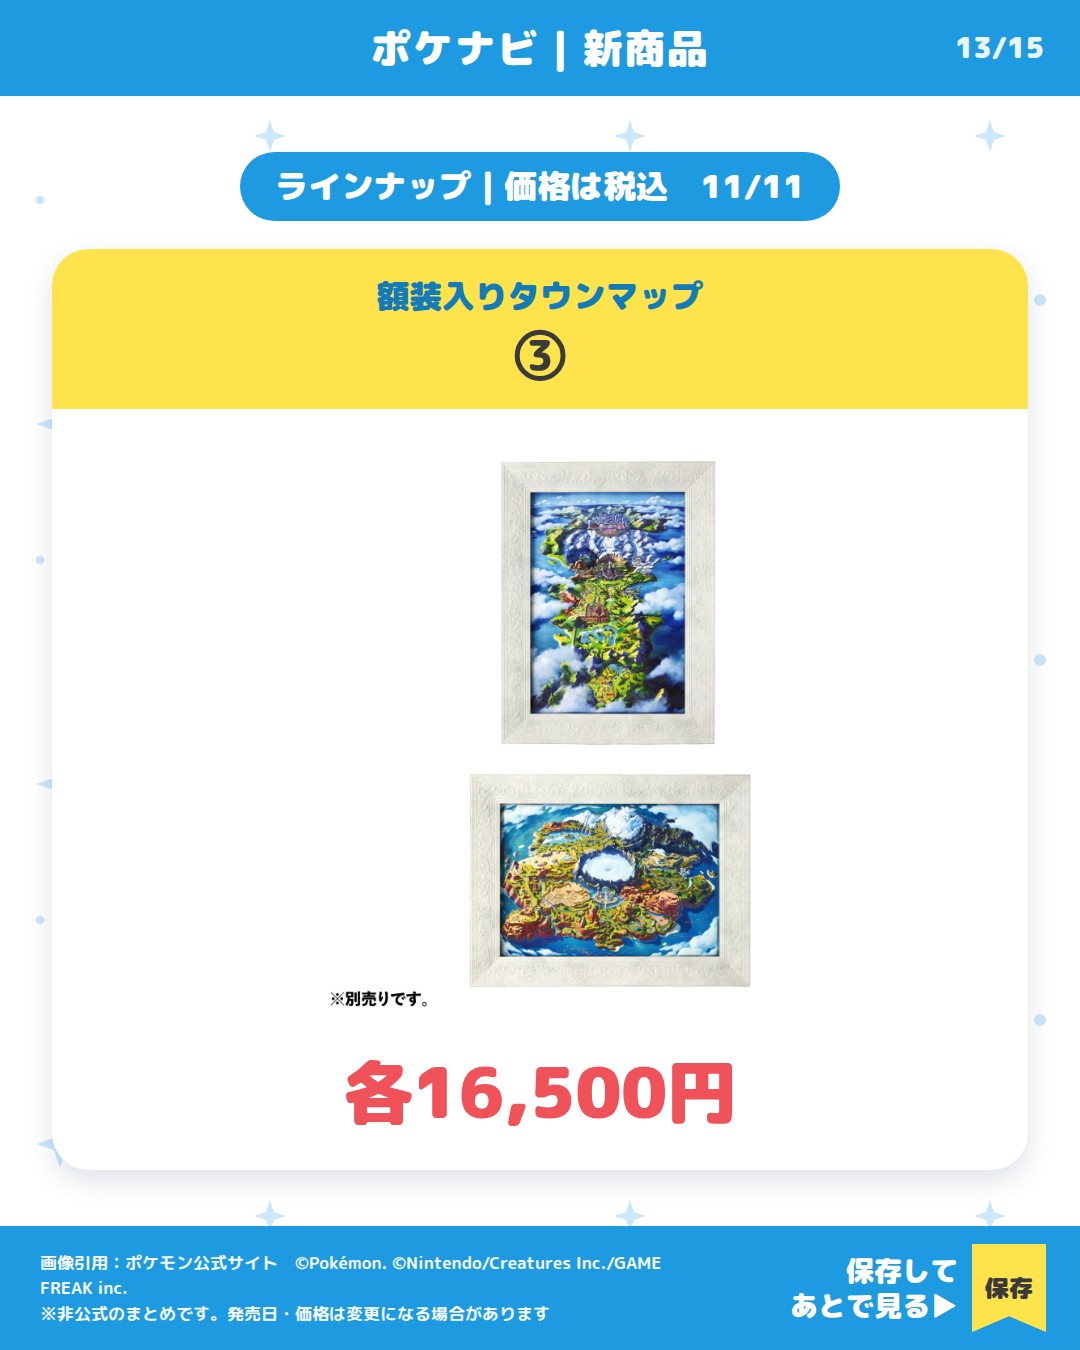 ポケナビ | 新商品
13/15
ラインナップ | 価格は税込　11/11
額装入りタウンマップ
③
※別売りです。
各16,500円
画像引用：ポケモン公式サイト　©Pokémon. ©Nintendo/Creatures Inc./GAME
FREAK inc.
※非公式のまとめです。発売日・価格は変更になる場合があります
保存して
あとで見る▶
保存